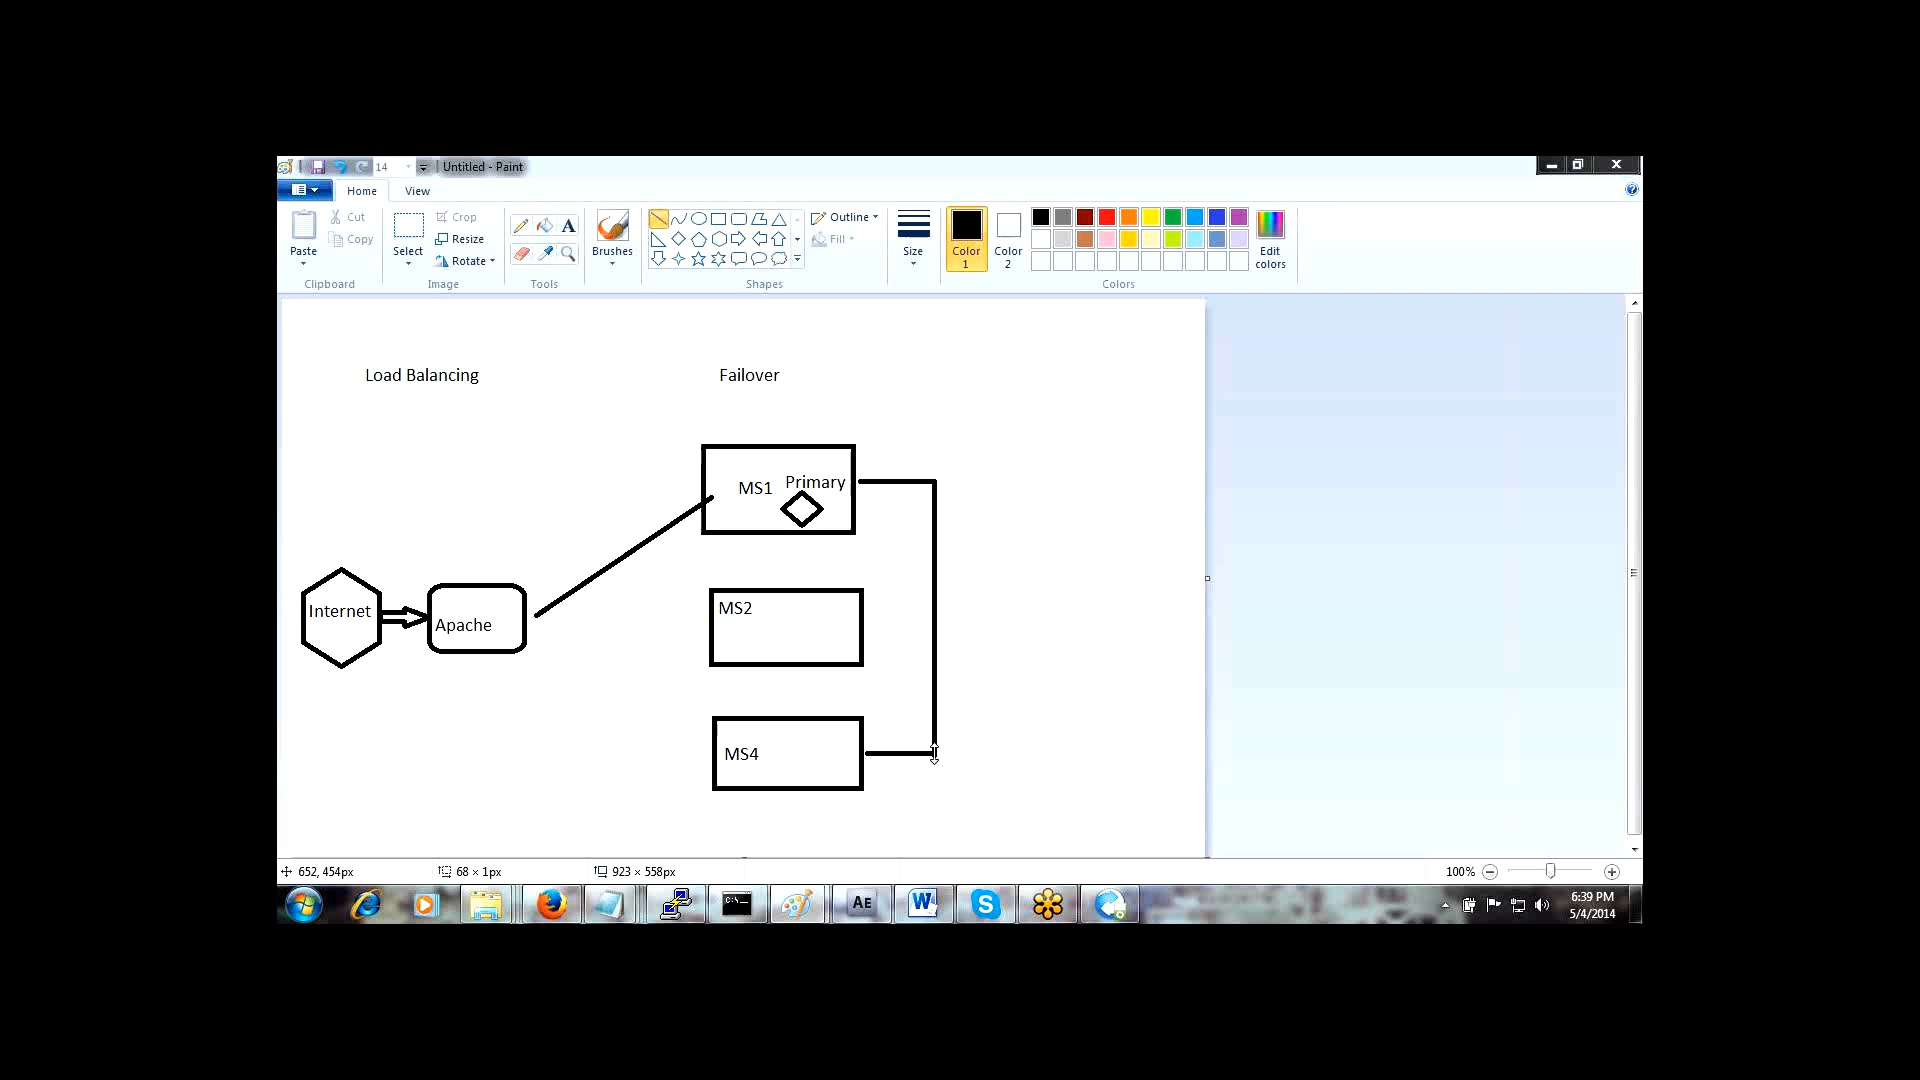 14
Untitled - Paint
Home
View
Paste
Cut
Copy
Clipboard
Select
Crop
Resize
Rotate
Image
A
Tools
Brushes
Outline
Fill
Shapes
Size
Color
1
Color
2
Edit
colors
Colors
Load Balancing
Failover
MS1
Primary
Internet
Apache
MS2
MS4
652, 454px
68 × 1px
923 × 558px
100%
C:\
AE
W
S
6:39 PM
5/4/2014